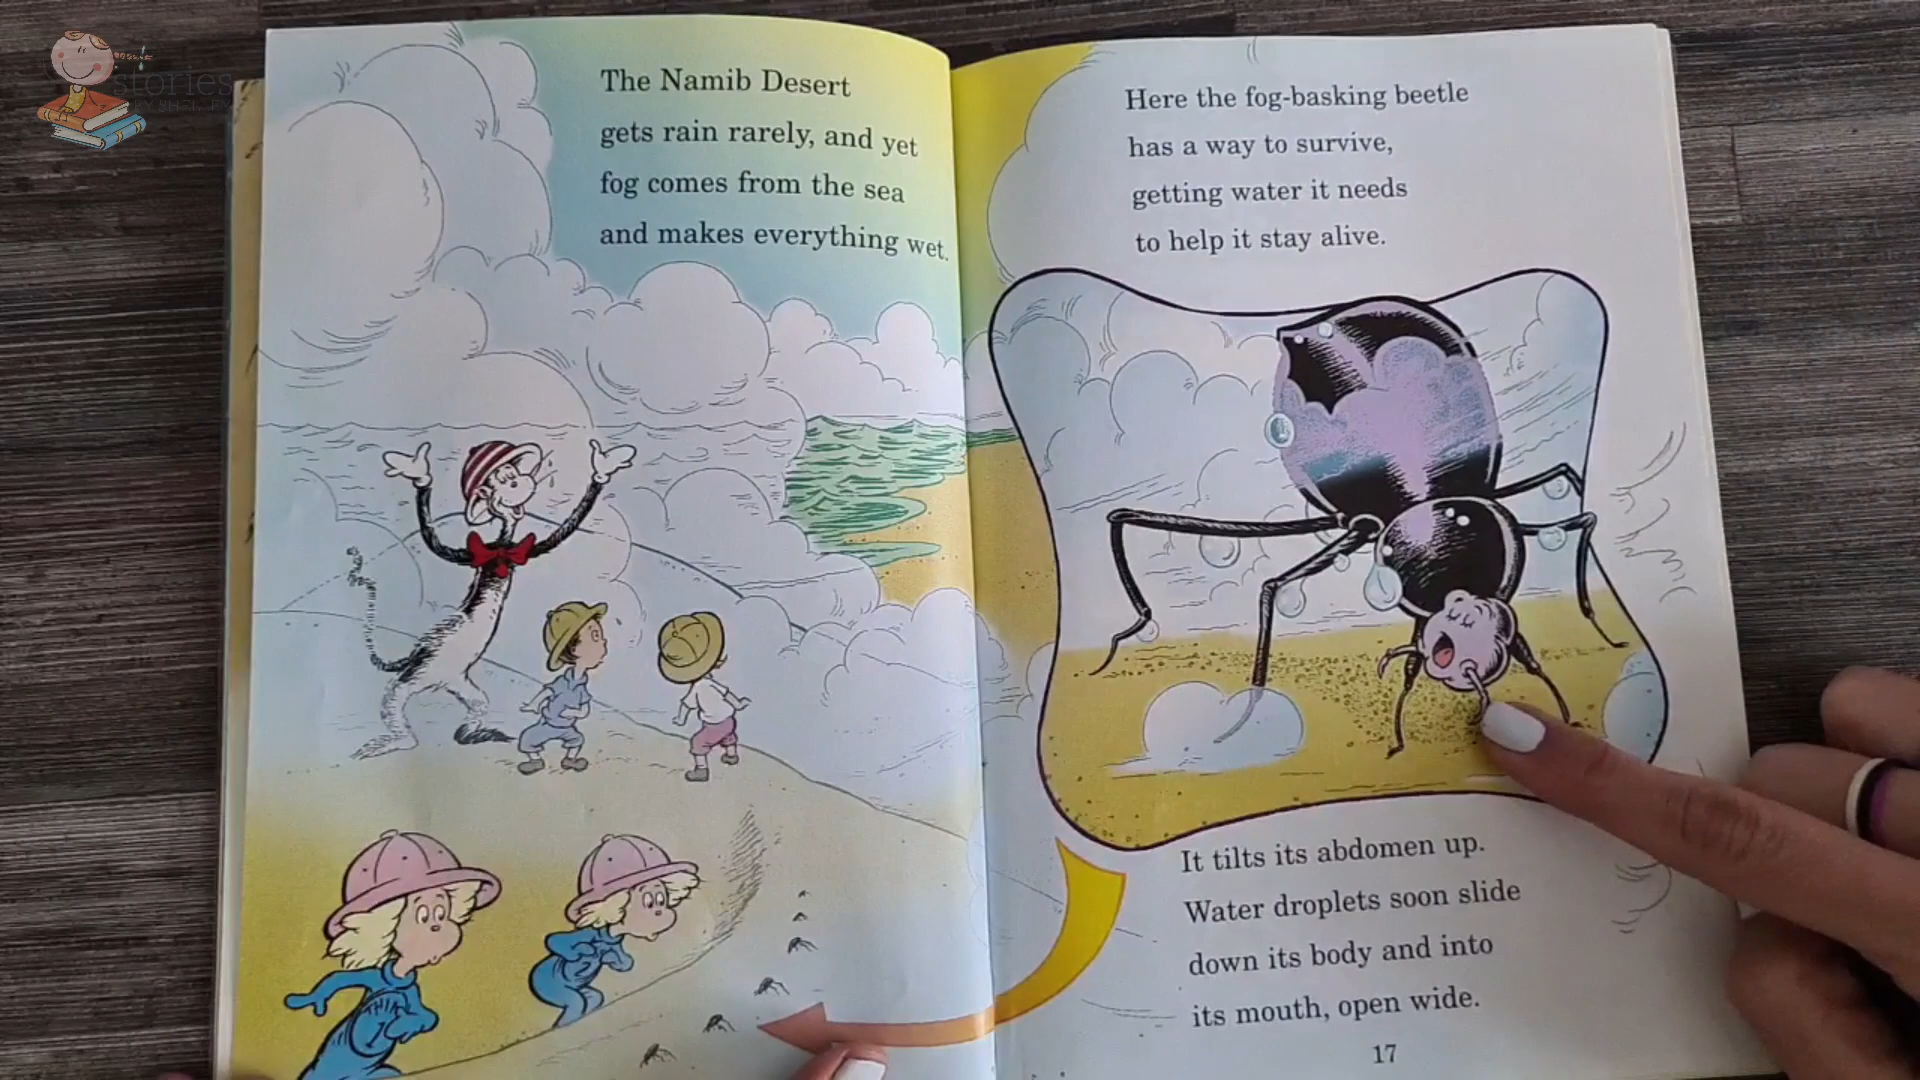 stories
BY SHELLEY
The Namib Desert
gets rain rarely, and yet
fog comes from the sea
and makes everything wet.
Here the fog-basking beetle
has a way to survive,
getting water it needs
to help it stay alive.
It tilts its abdomen up.
Water droplets soon slide
down its body and into
its mouth, open wide.
17